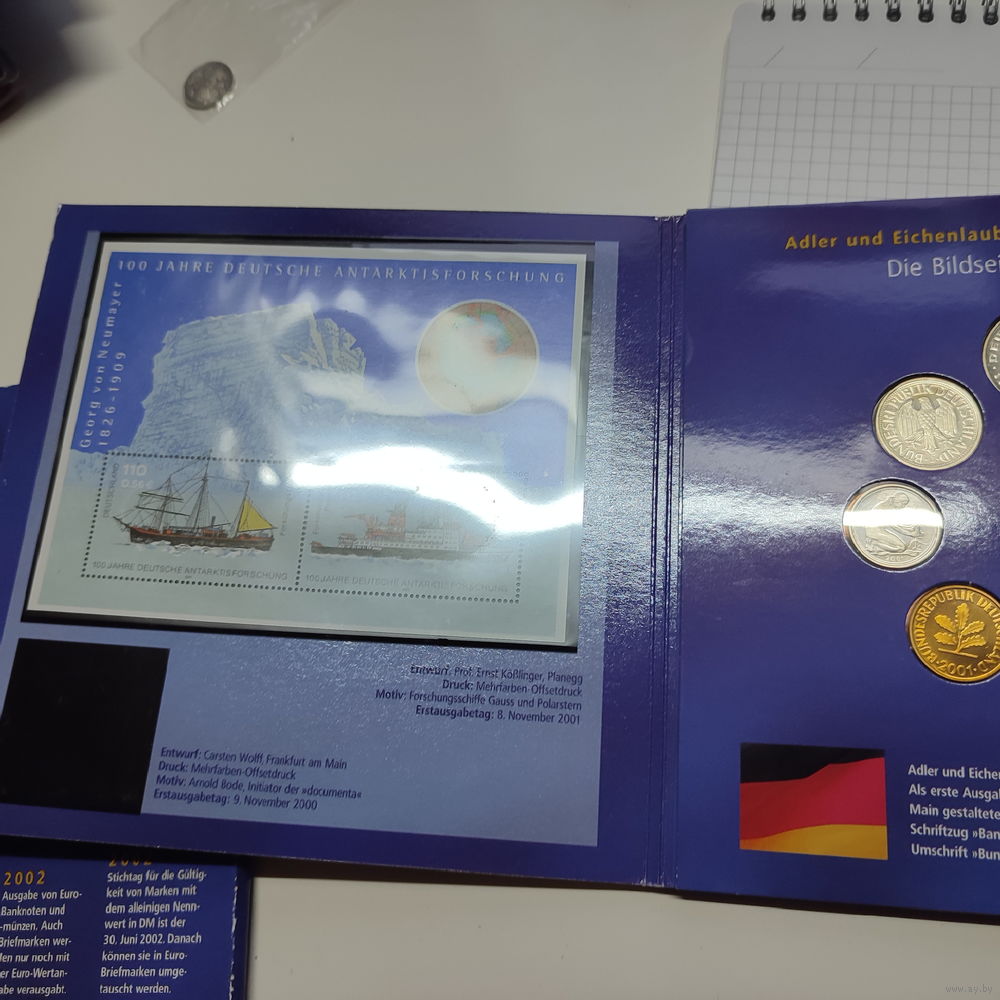 100 JAHRE DEUTSCHE ANTARKTISFORSCHUNG
Georg von Neumayer
1826-1909
110
0,56€
DEUTSCHLAND
100 JAHRE DEUTSCHE ANTARKTISFORSCHUNG
100 JAHRE DEUTSCHE ANTARKTISFORSCHUNG
Entwurf: Prof. Ernst Kößlinger, Planegg
Druck: Mehrfarben-Offsetdruck
Motiv: Forschungsschiffe Gauss und Polarstern
Erstausgabetag: 8. November 2001
Entwurf: Carsten Wolff, Frankfurt am Main
Druck: Mehrfarben-Offsetdruck
Motiv: Arnold Bode, Initiator der »documenta«
Erstausgabetag: 9. November 2000
Adler und Eichenlaub
Die Bildsei
BUNDESREPUBLIK DEUTSCHLAND
BUNDESREPUBLIK DEU
2001
Adler und Eichen
Als erste Ausgab
Main gestaltete
Schriftzug »Ban
Umschrift »Bun
2002
Ausgabe von Euro-
Banknoten und
-münzen. Auch
Briefmarken wer-
den nur noch mit
er Euro-Wertan-
abe verausgabt.
2002
Stichtag für die Gültig-
keit von Marken mit
dem alleinigen Nenn-
wert in DM ist der
30. Juni 2002. Danach
können sie in Euro-
Briefmarken umge-
tauscht werden.
www.ay.by